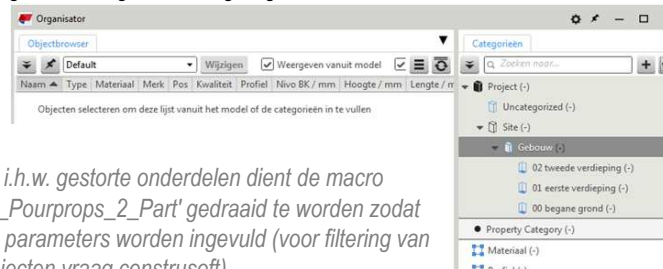 Organisator
Objectbrowser
Default
Wijzigen
Weergeven vanuit model
Naam Type Materiaal Merk Pos Kwaliteit Profiel Nivo BK / mm Hoogte / mm Lengte / m
Objecten selecteren om deze lijst vanuit het model of de categorieën in te vullen
Categorieën
Zoeken naar...
Project (-)
Uncategorized (-)
Site (-)
Gebouw (-)
02 tweede verdieping (-)
01 eerste verdieping (-)
00 begane grond (-)
Property Category (-)
Materiaal (-)
i.h.w. gestorte onderdelen dient de macro
_Pourprops_2_Part' gedraaid te worden zodat
parameters worden ingevuld (voor filtering van
vraag construsoft)